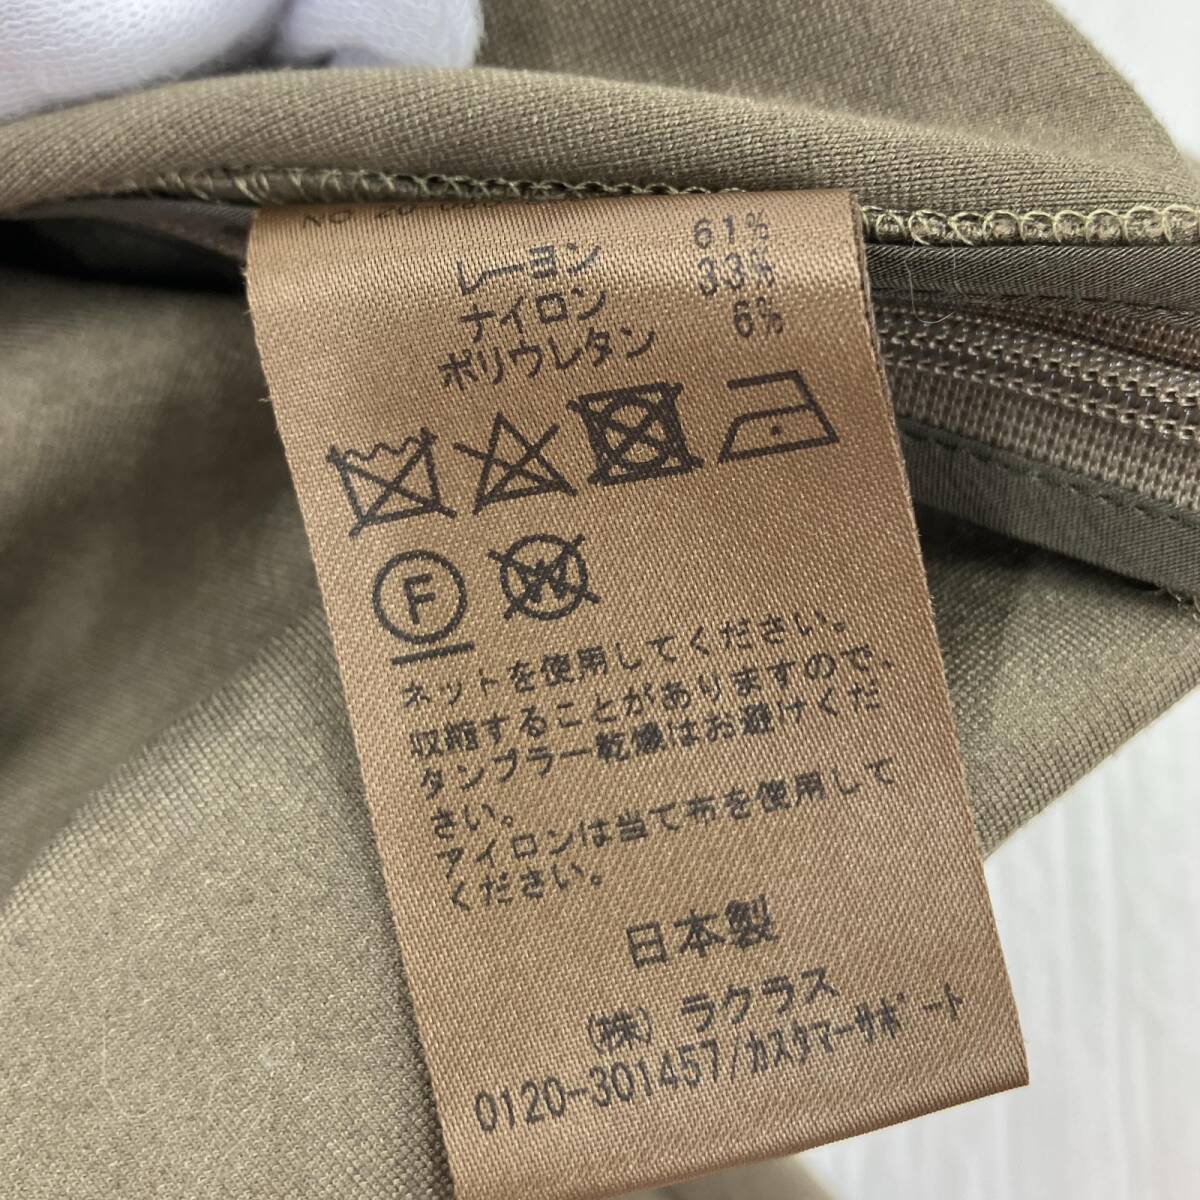 レーヨン 61%
ナイロン 33%
ポリウレタン 6%
F
W
ネットを使用してください。
収縮することがありますので、
タンブラー乾燥はお避けくだ
さい。
アイロンは当て布を使用して
ください。
日本製
(株) ラクラス
0120-301457/カスタマーサポート